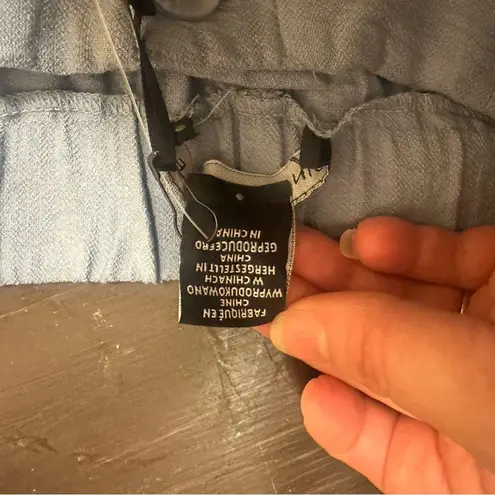 FABRIQUÉ EN
CHINE
WYPRODUKOWANO
W CHINACH
HERGESTELLT IN
CHINA
GEPRODUCEERD
IN CHINA